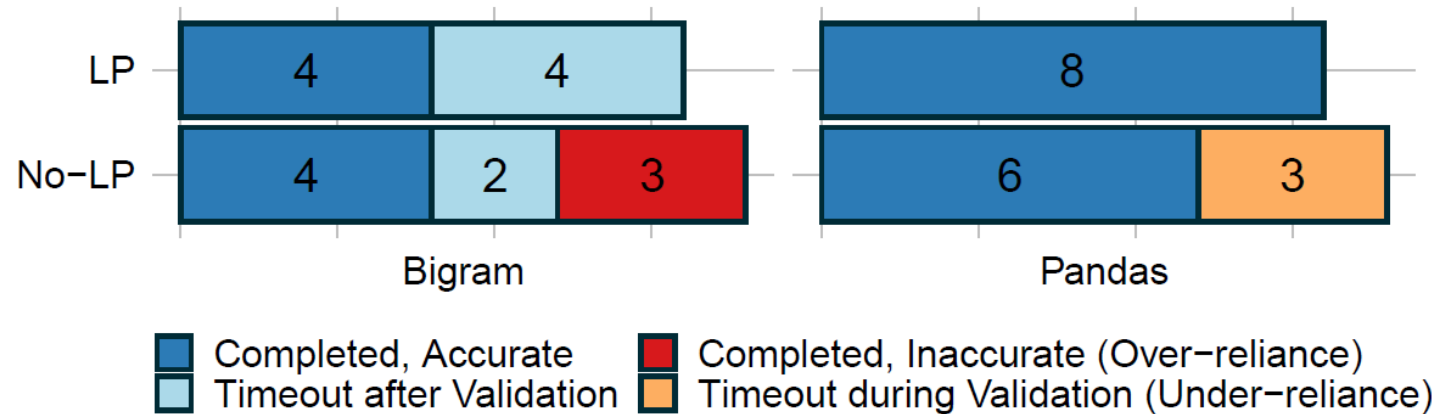 LP 4 4 8
No−LP 4 2 3 6 3
Bigram Pandas
Completed, Accurate Completed, Inaccurate (Over−reliance)
Timeout after Validation Timeout during Validation (Under−reliance)